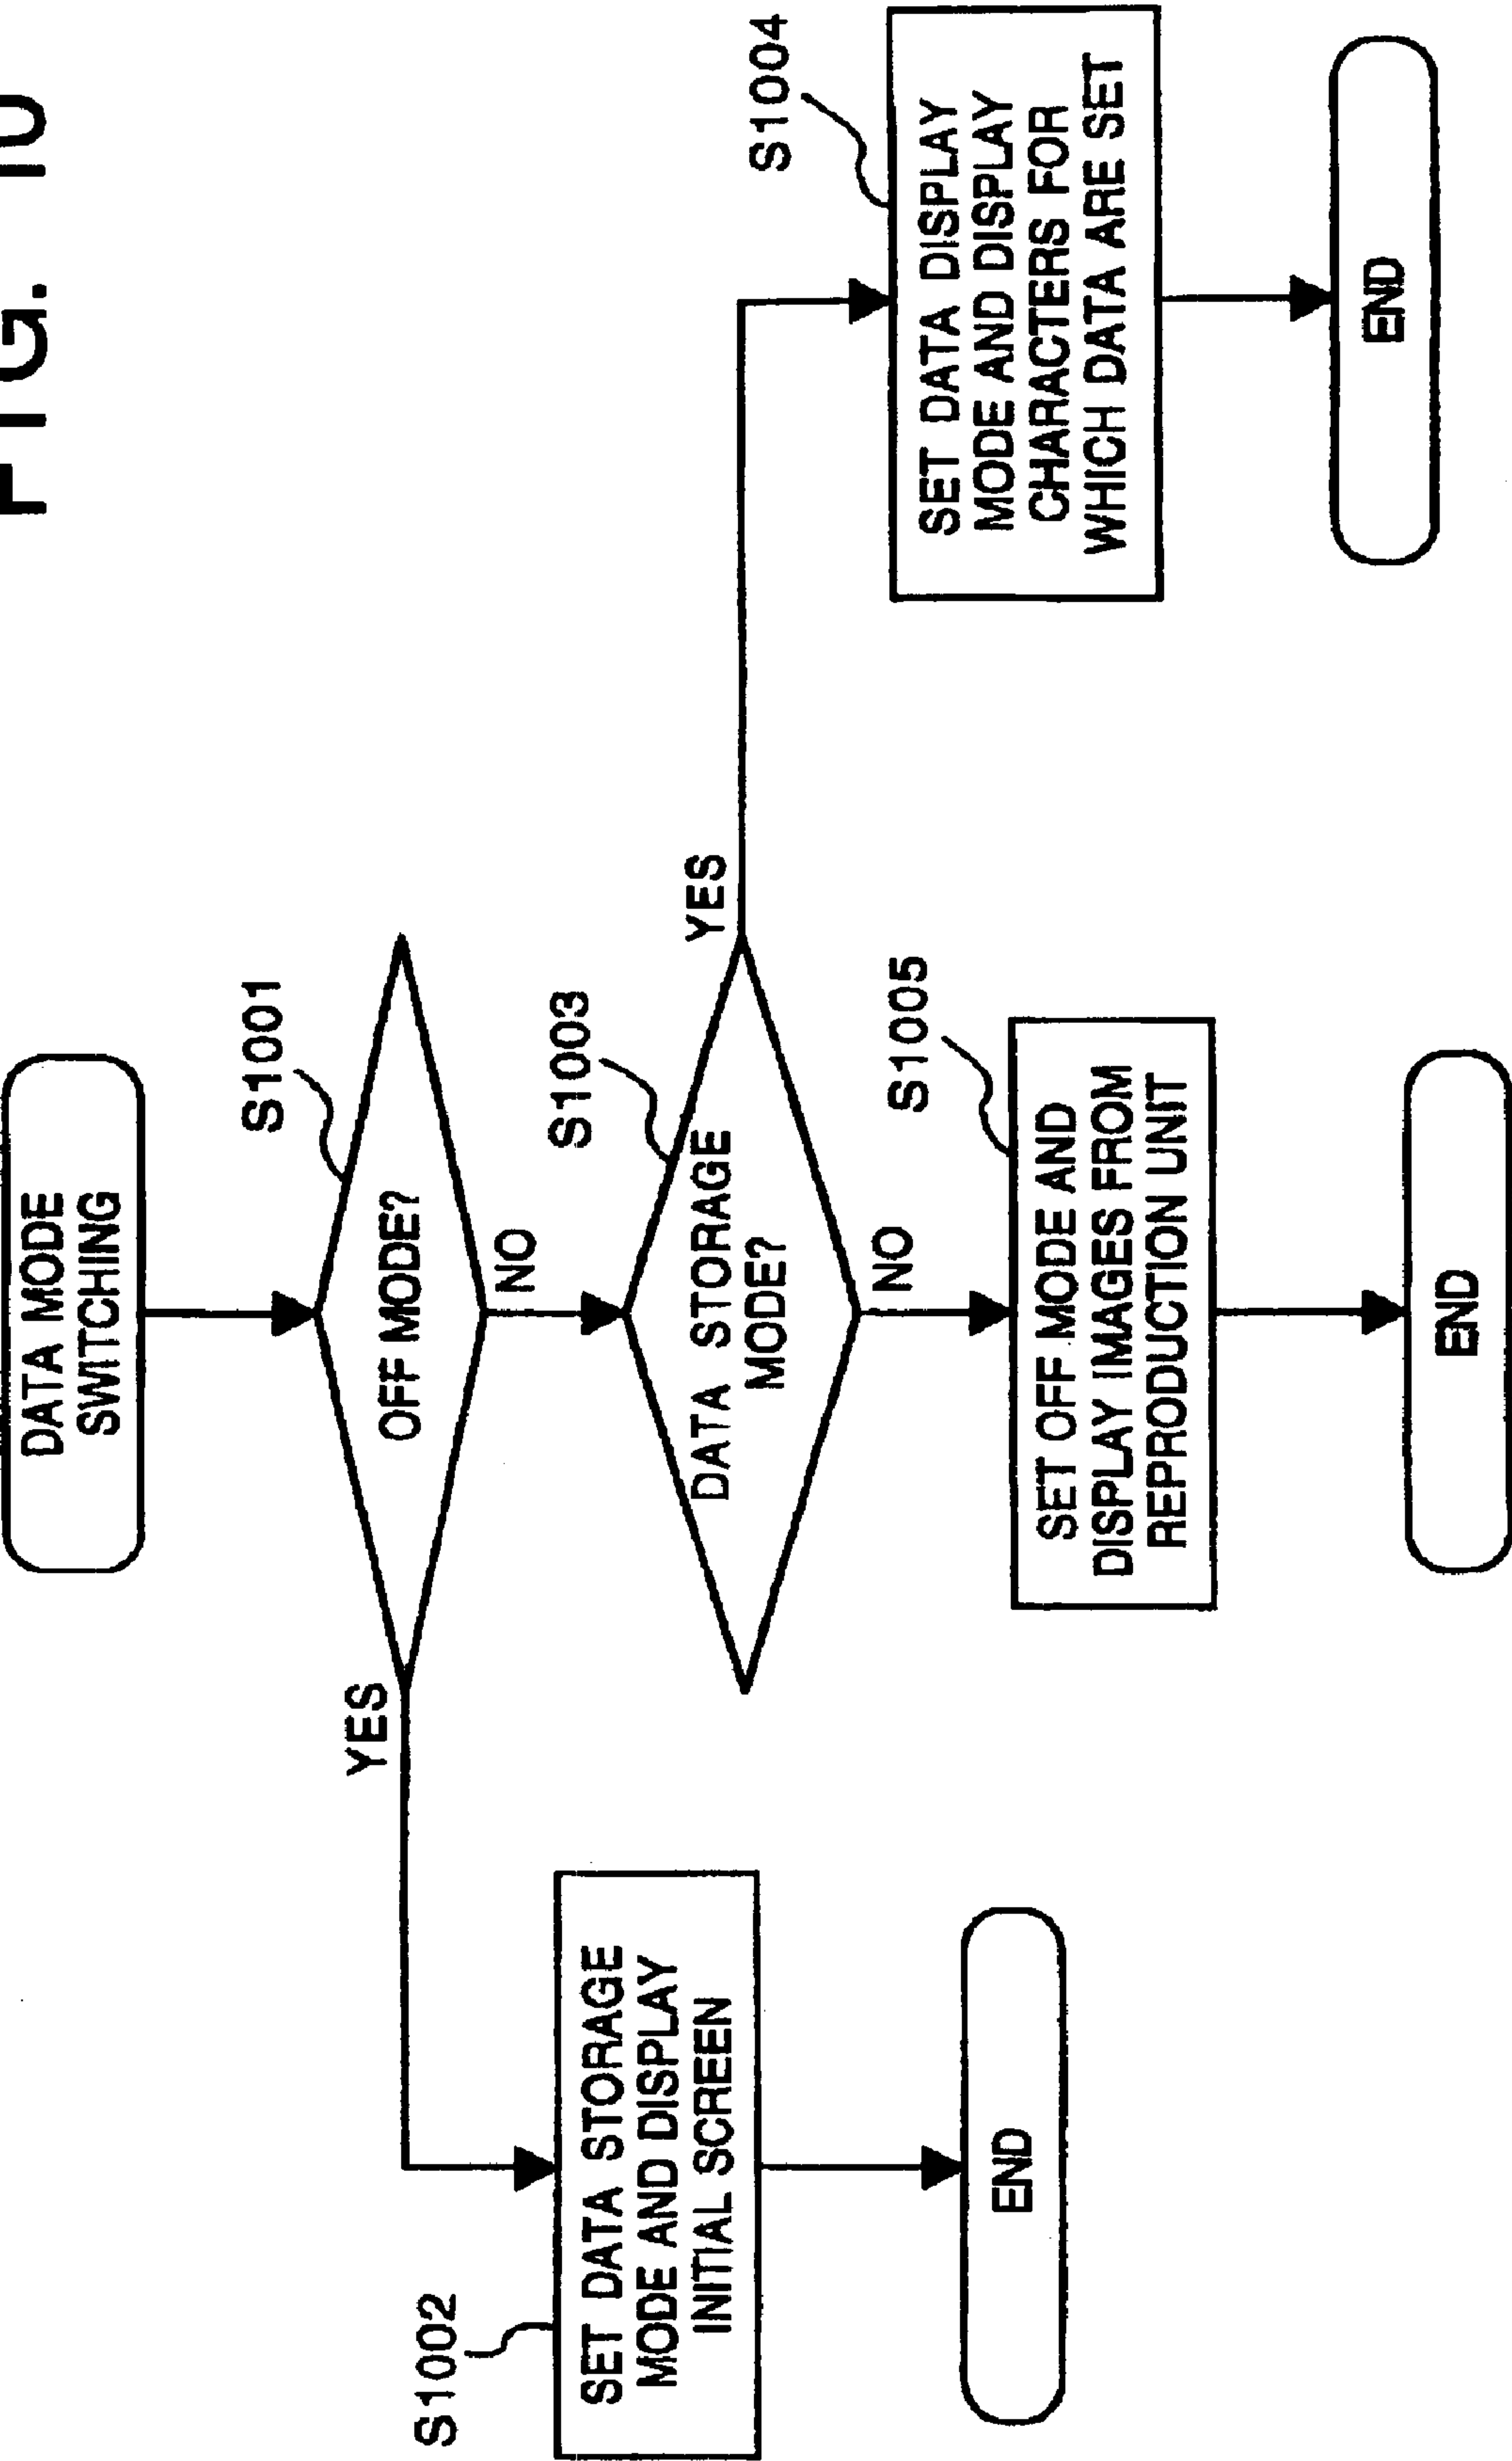 FIG. 10
DATA MODE
SWITCHING
S1001
OFF MODE?
YES
NO
S1002
SET DATA STORAGE
MODE AND DISPLAY
INITIAL SCREEN
END
S1003
DATA STORAGE
MODE?
YES
NO
S1004
SET DATA DISPLAY
MODE AND DISPLAY
CHARACTERS FOR
WHICH DATA ARE SET
END
S1005
SET OFF MODE AND
DISPLAY IMAGES FROM
REPRODUCTION UNIT
END